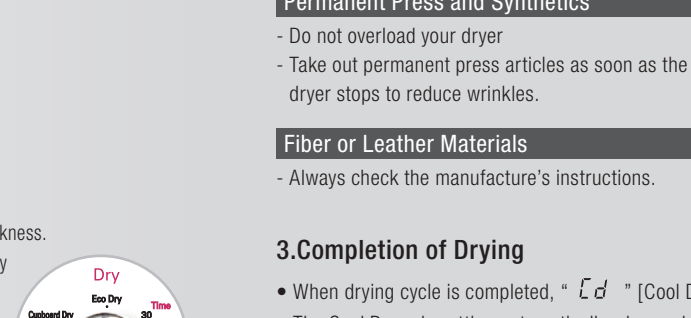 Permanent Press and Synthetics
- Do not overload your dryer
- Take out permanent press articles as soon as the
dryer stops to reduce wrinkles.
Fiber or Leather Materials
- Always check the manufacture's instructions.
kness.
y
3.Completion of Drying
• When drying cycle is completed, “ Cd ” [Cool D
Dry
Eco Dry
Time
Cupboard Dry
30